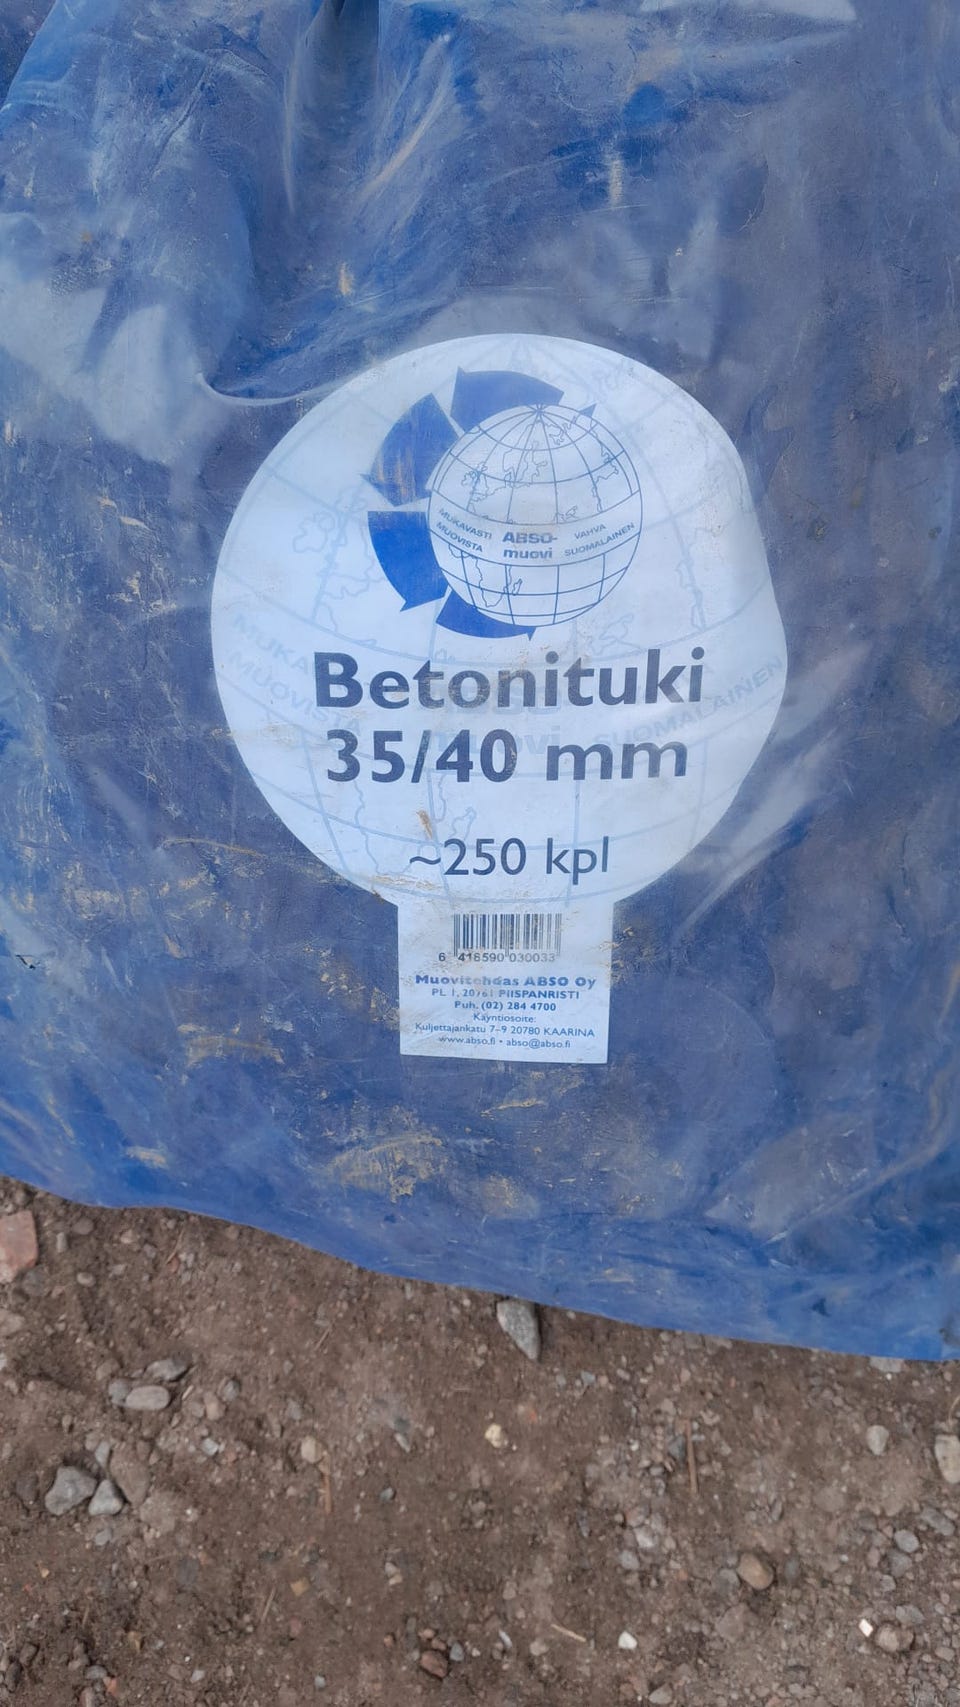 MUKAVASTI ABSO- VAHVA
MUOVISTA muovi SUOMALAINEN
Betonituki
35/40 mm
~250 kpl
6 418590 030033
Muovitehdas ABSO Oy
PL 1, 20761 PIISPANRISTI
Puh. (02) 284 4700
Käyntiosoite:
Kuljettajankatu 7-9 20780 KAARINA
www.abso.fi • abso@abso.fi